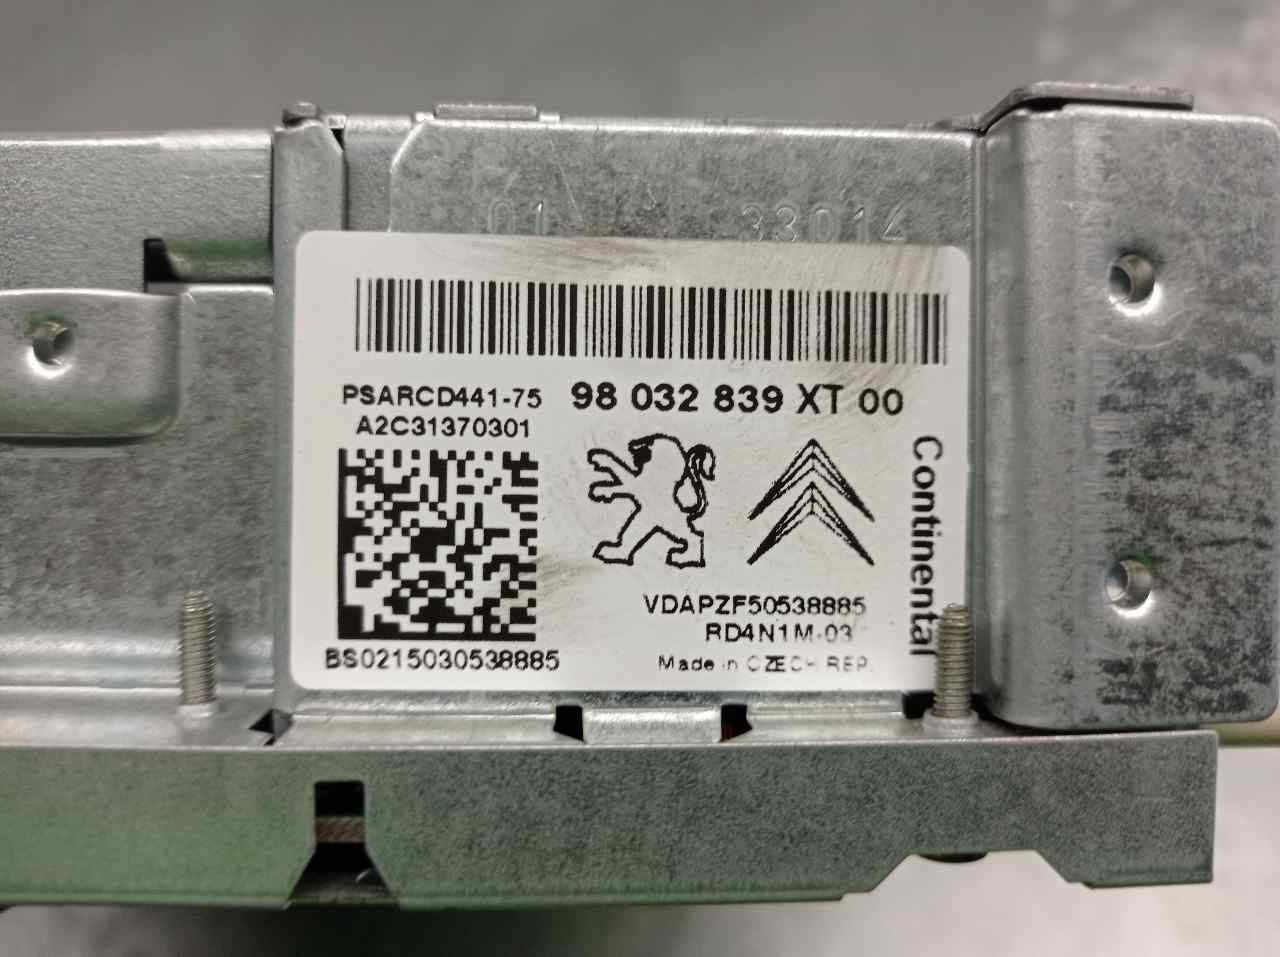 01 33014
PSARCD441-75 98 032 839 XT 00
A2C31370301
Continental
VDAPZF50538885
RD4N1M-03
BS0215030538885
Made in CZECH REP.